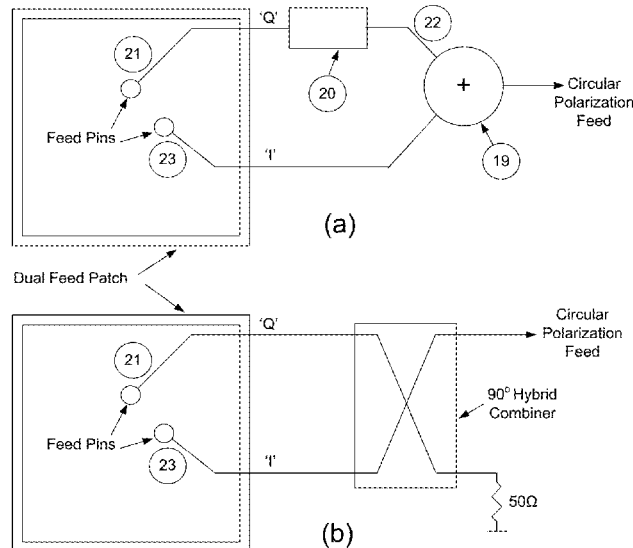 'Q'
21
22
20
+
Circular
Polarization
Feed
Feed Pins
23
'I'
19
(a)
Dual Feed Patch
'Q'
21
Circular
Polarization
Feed
90° Hybrid
Combiner
Feed Pins
23
'I'
50Ω
(b)